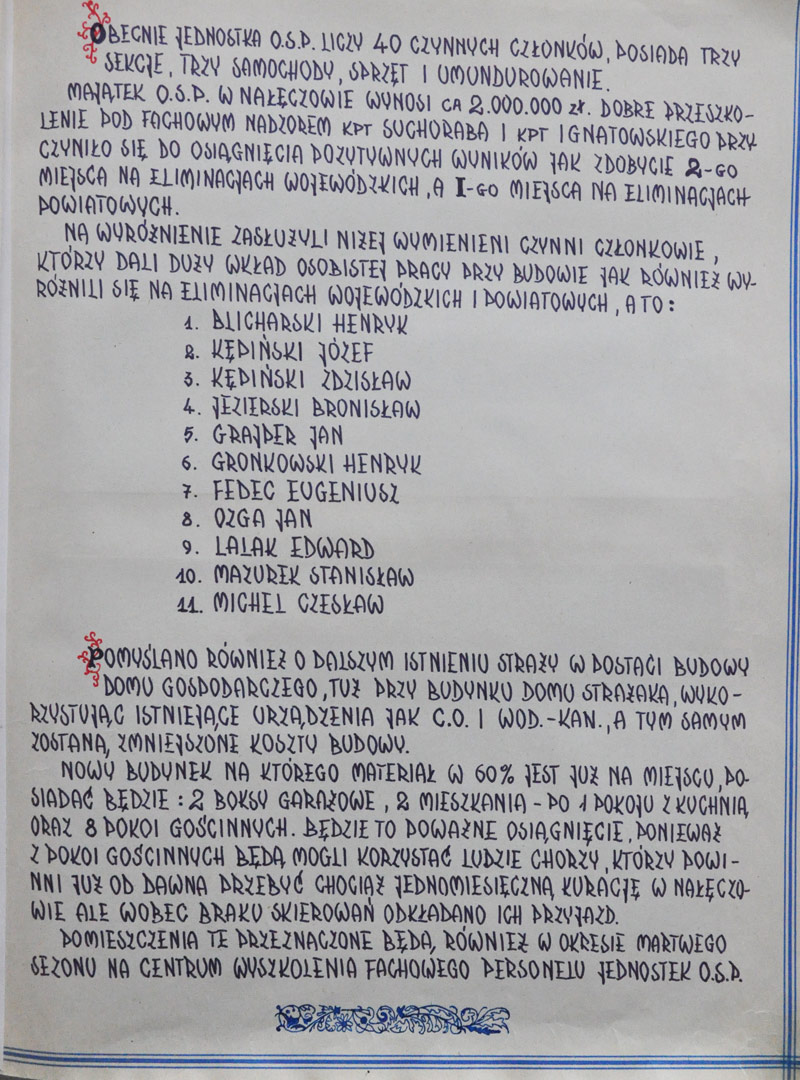 OBECNIE JEDNOSTKA O.S.P. LICZY 40 CZYNNYCH CZŁONKÓW, POSIADA TRZY
SEKCJE, TRZY SAMOCHODY, SPRZĘT I UMUNDUROWANIE.
MAJĄTEK O.S.P. W NAŁĘCZOWIE WYNOSI CA 2.000.000 zł. DOBRE PRZESZKO-
LENIE POD FACHOWYM NADZOREM KPT SUCHORABA I KPT IGNATOWSKIEGO PRZY
CZYNIŁO SIĘ DO OSIĄGNIĘCIA POZYTYWNYCH WYNIKÓW JAK ZDOBYCIE 2-GO
MIEJSCA NA ELIMINACJACH WOJEWÓDZKICH, A I-GO MIEJSCA NA ELIMINACJACH
POWIATOWYCH.
NA WYRÓŻNIENIE ZASŁUŻYLI NIŻEJ WYMIENIENI CZYNNI CZŁONKOWIE,
KTÓRZY DALI DUŻY WKŁAD OSOBISTEJ PRACY PRZY BUDOWIE JAK RÓWNIEŻ WY-
RÓŻNILI SIĘ NA ELIMINACJACH WOJEWÓDZKICH I POWIATOWYCH, A TO:
1. BLICHARSKI HENRYK
2. KĘPIŃSKI JÓZEF
3. KĘPIŃSKI ZDZISŁAW
4. JEZIERSKI BRONISŁAW
5. GRAJPER JAN
6. GRONKOWSKI HENRYK
7. FEDEC EUGENIUSZ
8. OZGA JAN
9. LALAK EDWARD
10. MAZUREK STANISŁAW
11. MICHEL CZESŁAW
POMYŚLANO RÓWNIEŻ O DALSZYM ISTNIENIU STRAŻY W POSTACI BUDOWY
DOMU GOSPODARCZEGO, TUŻ PRZY BUDYNKU DOMU STRAŻAKA, WYKO-
RZYSTUJĄC ISTNIEJĄCE URZĄDZENIA JAK C.O. I WOD.-KAN., A TYM SAMYM
ZOSTANĄ ZMNIEJSZONE KOSZTY BUDOWY.
NOWY BUDYNEK NA KTÓREGO MATERIAŁ W 60% JEST JUŻ NA MIEJSCU, PO-
SIADAĆ BĘDZIE: 2 BOKSY GARAŻOWE, 2 MIESZKANIA - PO 1 POKOJU Z KUCHNIĄ
ORAZ 8 POKOI GOŚCINNYCH. BĘDZIE TO POWAŻNE OSIĄGNIĘCIE, PONIEWAŻ
Z POKOI GOŚCINNYCH BĘDĄ MOGLI KORZYSTAĆ LUDZIE CHORZY, KTÓRZY POWI-
NNI JUŻ OD DAWNA PRZEBYĆ CHOCIAŻ JEDNOMIESIĘCZNĄ KURACJĘ W NAŁĘCZO-
WIE ALE WOBEC BRAKU SKIEROWAŃ ODKŁADANO ICH PRZYJAZD.
POMIESZCZENIA TE PRZEZNACZONE BĘDĄ RÓWNIEŻ W OKRESIE MARTWEGO
SEZONU NA CENTRUM WYSZKOLENIA FACHOWEGO PERSONELU JEDNOSTEK O.S.P.